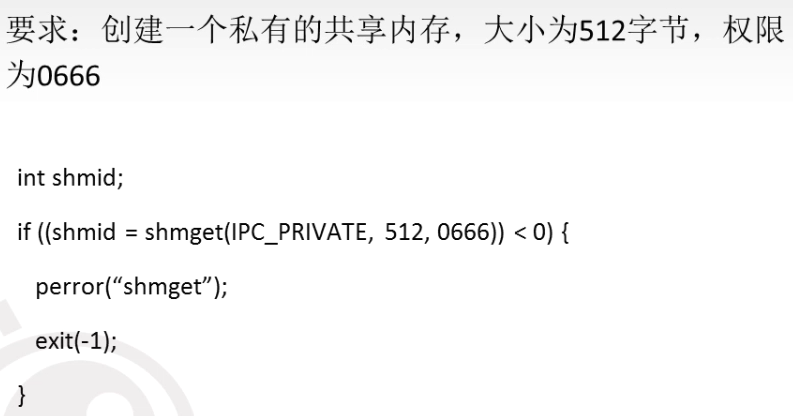 要求：创建一个私有的共享内存，大小为512字节，权限
为0666
int shmid;
if ((shmid = shmget(IPC_PRIVATE, 512, 0666)) < 0) {
perror(“shmget”);
exit(-1);
}